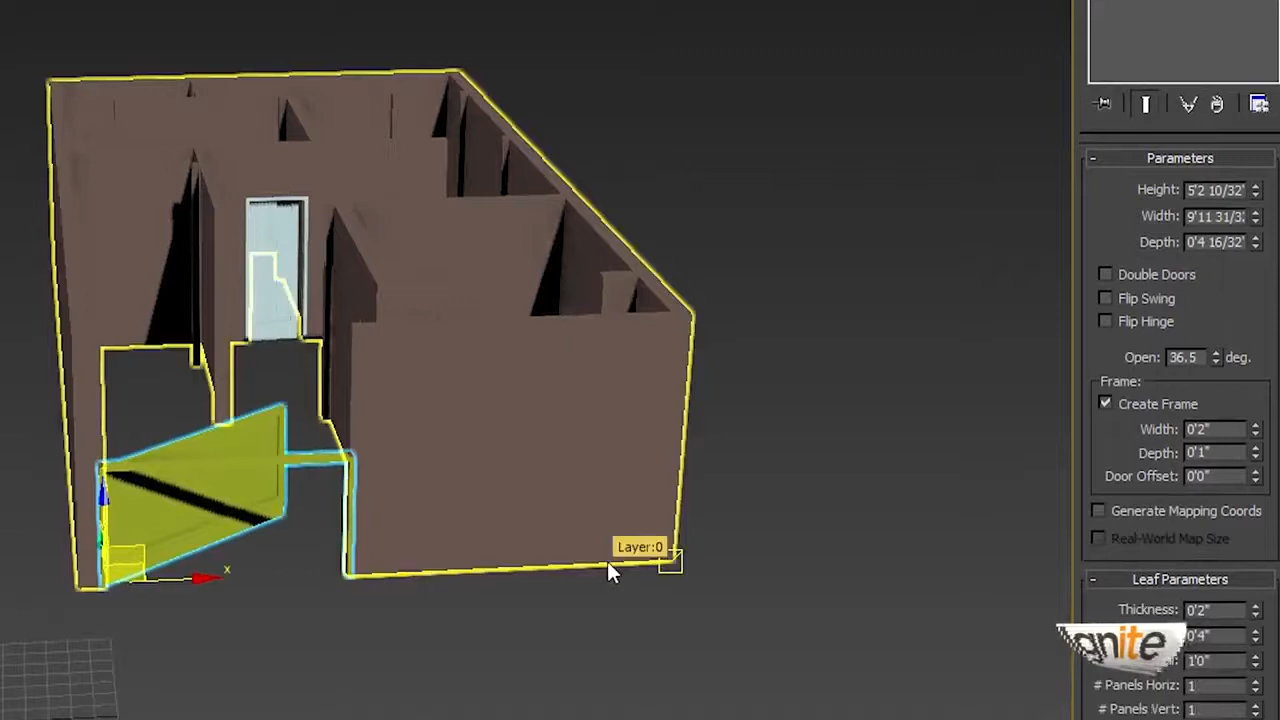 Parameters
Height: 5'2 10/32"
Width: 9'11 31/3
Depth: 0'4 16/32"
Double Doors
Flip Swing
Flip Hinge
Open: 36.5 deg.
Frame:
Create Frame
Width: 0'2"
Depth: 0'1"
Door Offset: 0'0"
Generate Mapping Coords
Real-World Map Size
Leaf Parameters
Thickness: 0'2"
0'4"
1'0"
# Panels Horiz: 1
# Panels Vert: 1
Layer:0
x
gnite